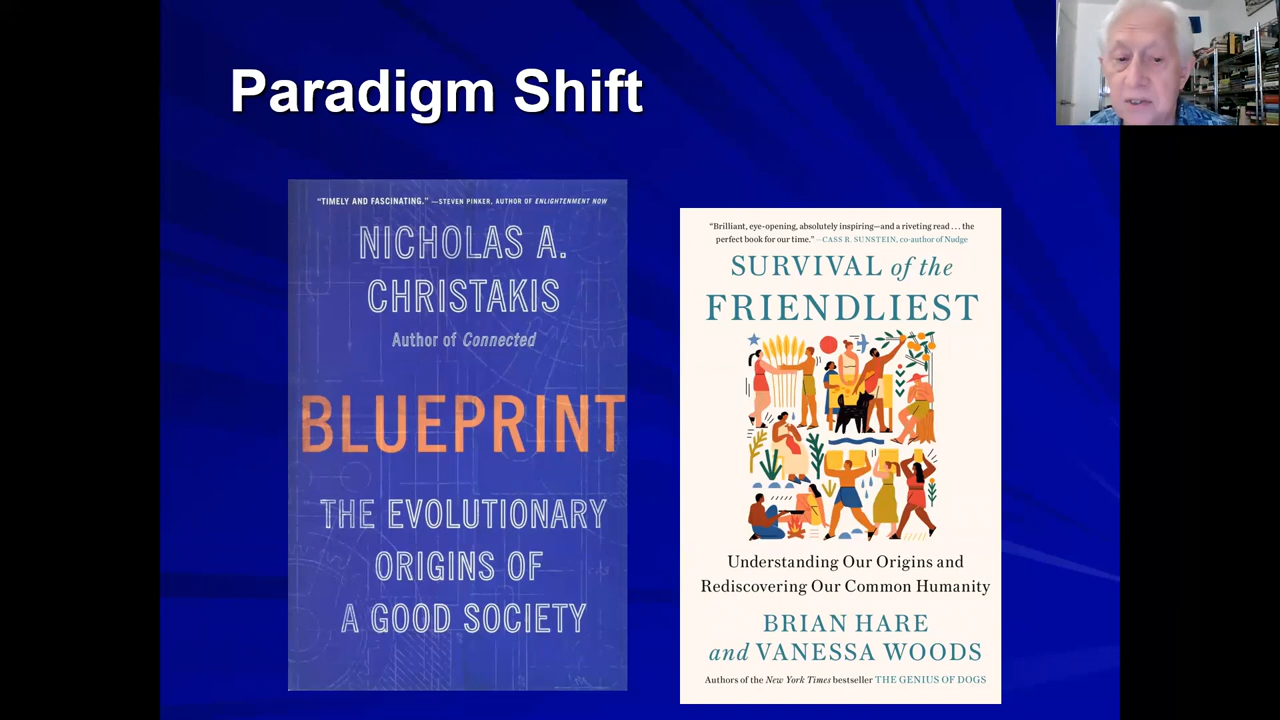 Paradigm Shift
“TIMELY AND FASCINATING.” —STEVEN PINKER, AUTHOR OF ENLIGHTENMENT NOW
NICHOLAS A.
CHRISTAKIS
Author of Connected
BLUEPRINT
THE EVOLUTIONARY
ORIGINS OF
A GOOD SOCIETY
“Brilliant, eye-opening, absolutely inspiring—and a riveting read . . . the
perfect book for our time.” —CASS R. SUNSTEIN, co-author of Nudge
SURVIVAL of the
FRIENDLIEST
Understanding Our Origins and
Rediscovering Our Common Humanity
BRIAN HARE
and VANESSA WOODS
Authors of the New York Times bestseller THE GENIUS OF DOGS